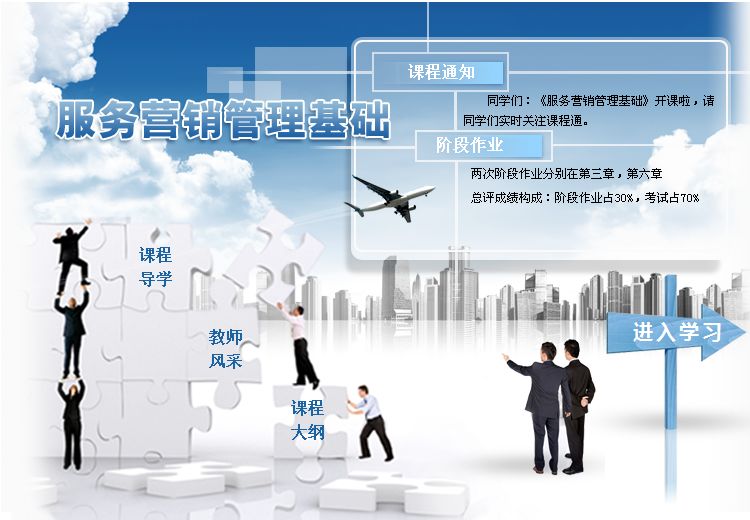 服务营销管理基础
课程通知
同学们：《服务营销管理基础》开课啦，请
同学们实时关注课程通。
阶段作业
两次阶段作业分别在第三章，第六章
总评成绩构成：阶段作业占30%，考试占70%
课程
导学
教师
风采
课程
大纲
进入学习